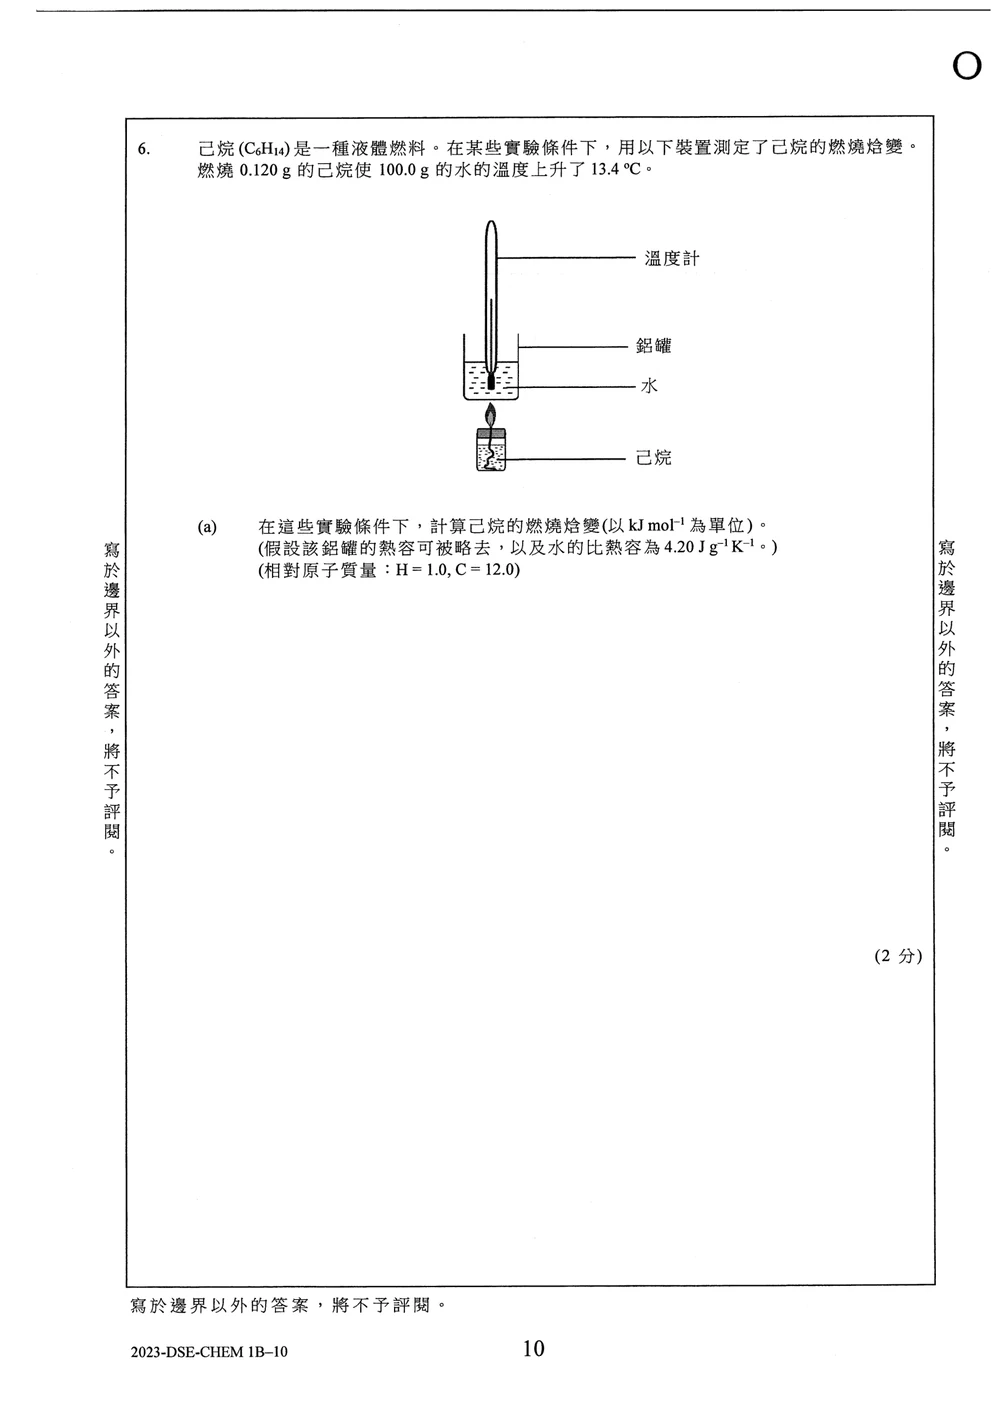 O
6. 己烷 (C₆H₁₄) 是一種液體燃料。在某些實驗條件下，用以下裝置測定了己烷的燃燒焓變。
燃燒 0.120 g 的己烷使 100.0 g 的水的溫度上升了 13.4 ºC。
溫度計
鋁罐
水
己烷
(a) 在這些實驗條件下，計算己烷的燃燒焓變(以 kJ mol⁻¹ 為單位)。
(假設該鋁罐的熱容可被略去，以及水的比熱容為 4.20 J g⁻¹ K⁻¹。)
(相對原子質量：H = 1.0, C = 12.0)
寫於邊界以外的答案，將不予評閱。
寫於邊界以外的答案，將不予評閱。
(2 分)
寫於邊界以外的答案，將不予評閱。
2023-DSE-CHEM 1B–10
10